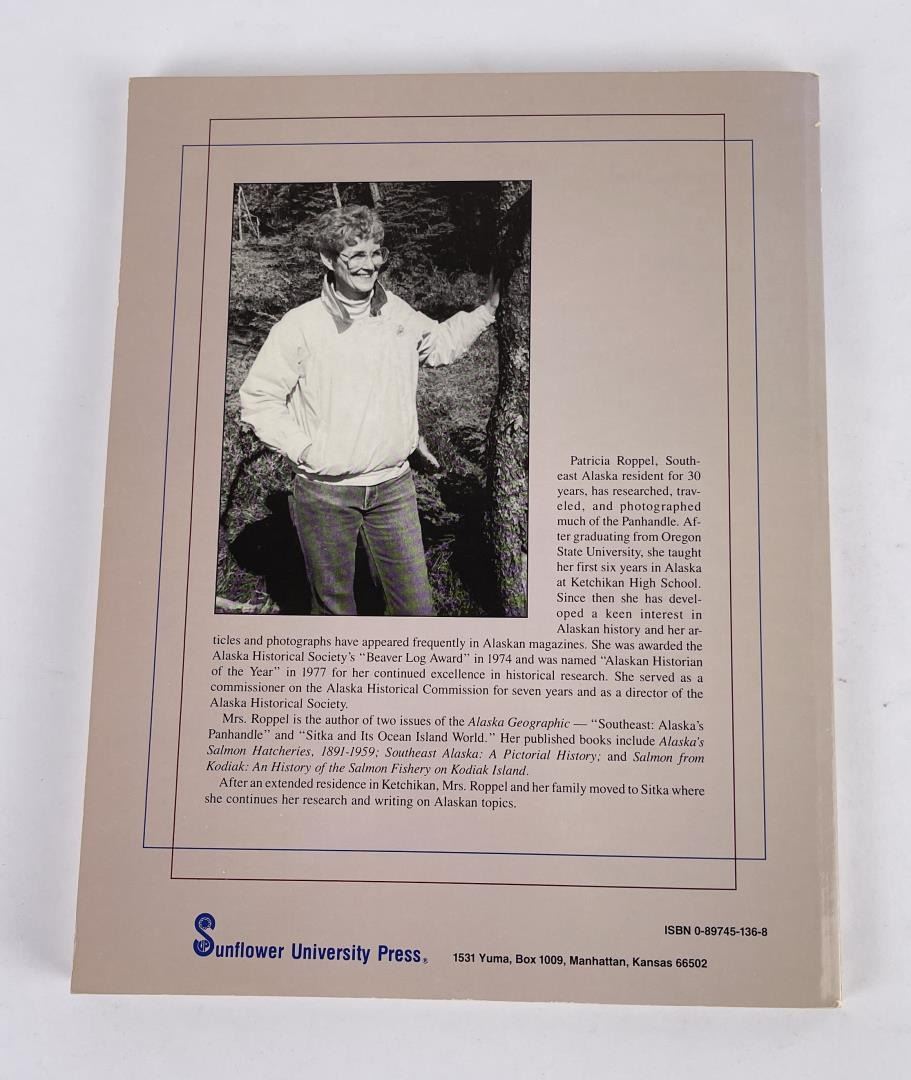 Patricia Roppel, South-
east Alaska resident for 30
years, has researched, trav-
eled, and photographed
much of the Panhandle. Af-
ter graduating from Oregon
State University, she taught
her first six years in Alaska
at Ketchikan High School.
Since then she has devel-
oped a keen interest in
Alaskan history and her ar-
ticles and photographs have appeared frequently in Alaskan magazines. She was awarded the
Alaska Historical Society's "Beaver Log Award" in 1974 and was named "Alaskan Historian
of the Year" in 1977 for her continued excellence in historical research. She served as a
commissioner on the Alaska Historical Commission for seven years and as a director of the
Alaska Historical Society.
Mrs. Roppel is the author of two issues of the Alaska Geographic — "Southeast: Alaska's
Panhandle" and "Sitka and Its Ocean Island World." Her published books include Alaska's
Salmon Hatcheries, 1891-1959; Southeast Alaska: A Pictorial History; and Salmon from
Kodiak: An History of the Salmon Fishery on Kodiak Island.
After an extended residence in Ketchikan, Mrs. Roppel and her family moved to Sitka where
she continues her research and writing on Alaskan topics.
ISBN 0-89745-136-8
Sunflower University Press® 1531 Yuma, Box 1009, Manhattan, Kansas 66502